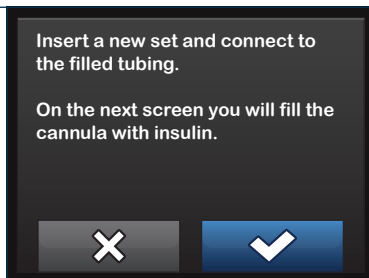 Insert a new set and connect to
the filled tubing.
On the next screen you will fill the
cannula with insulin.